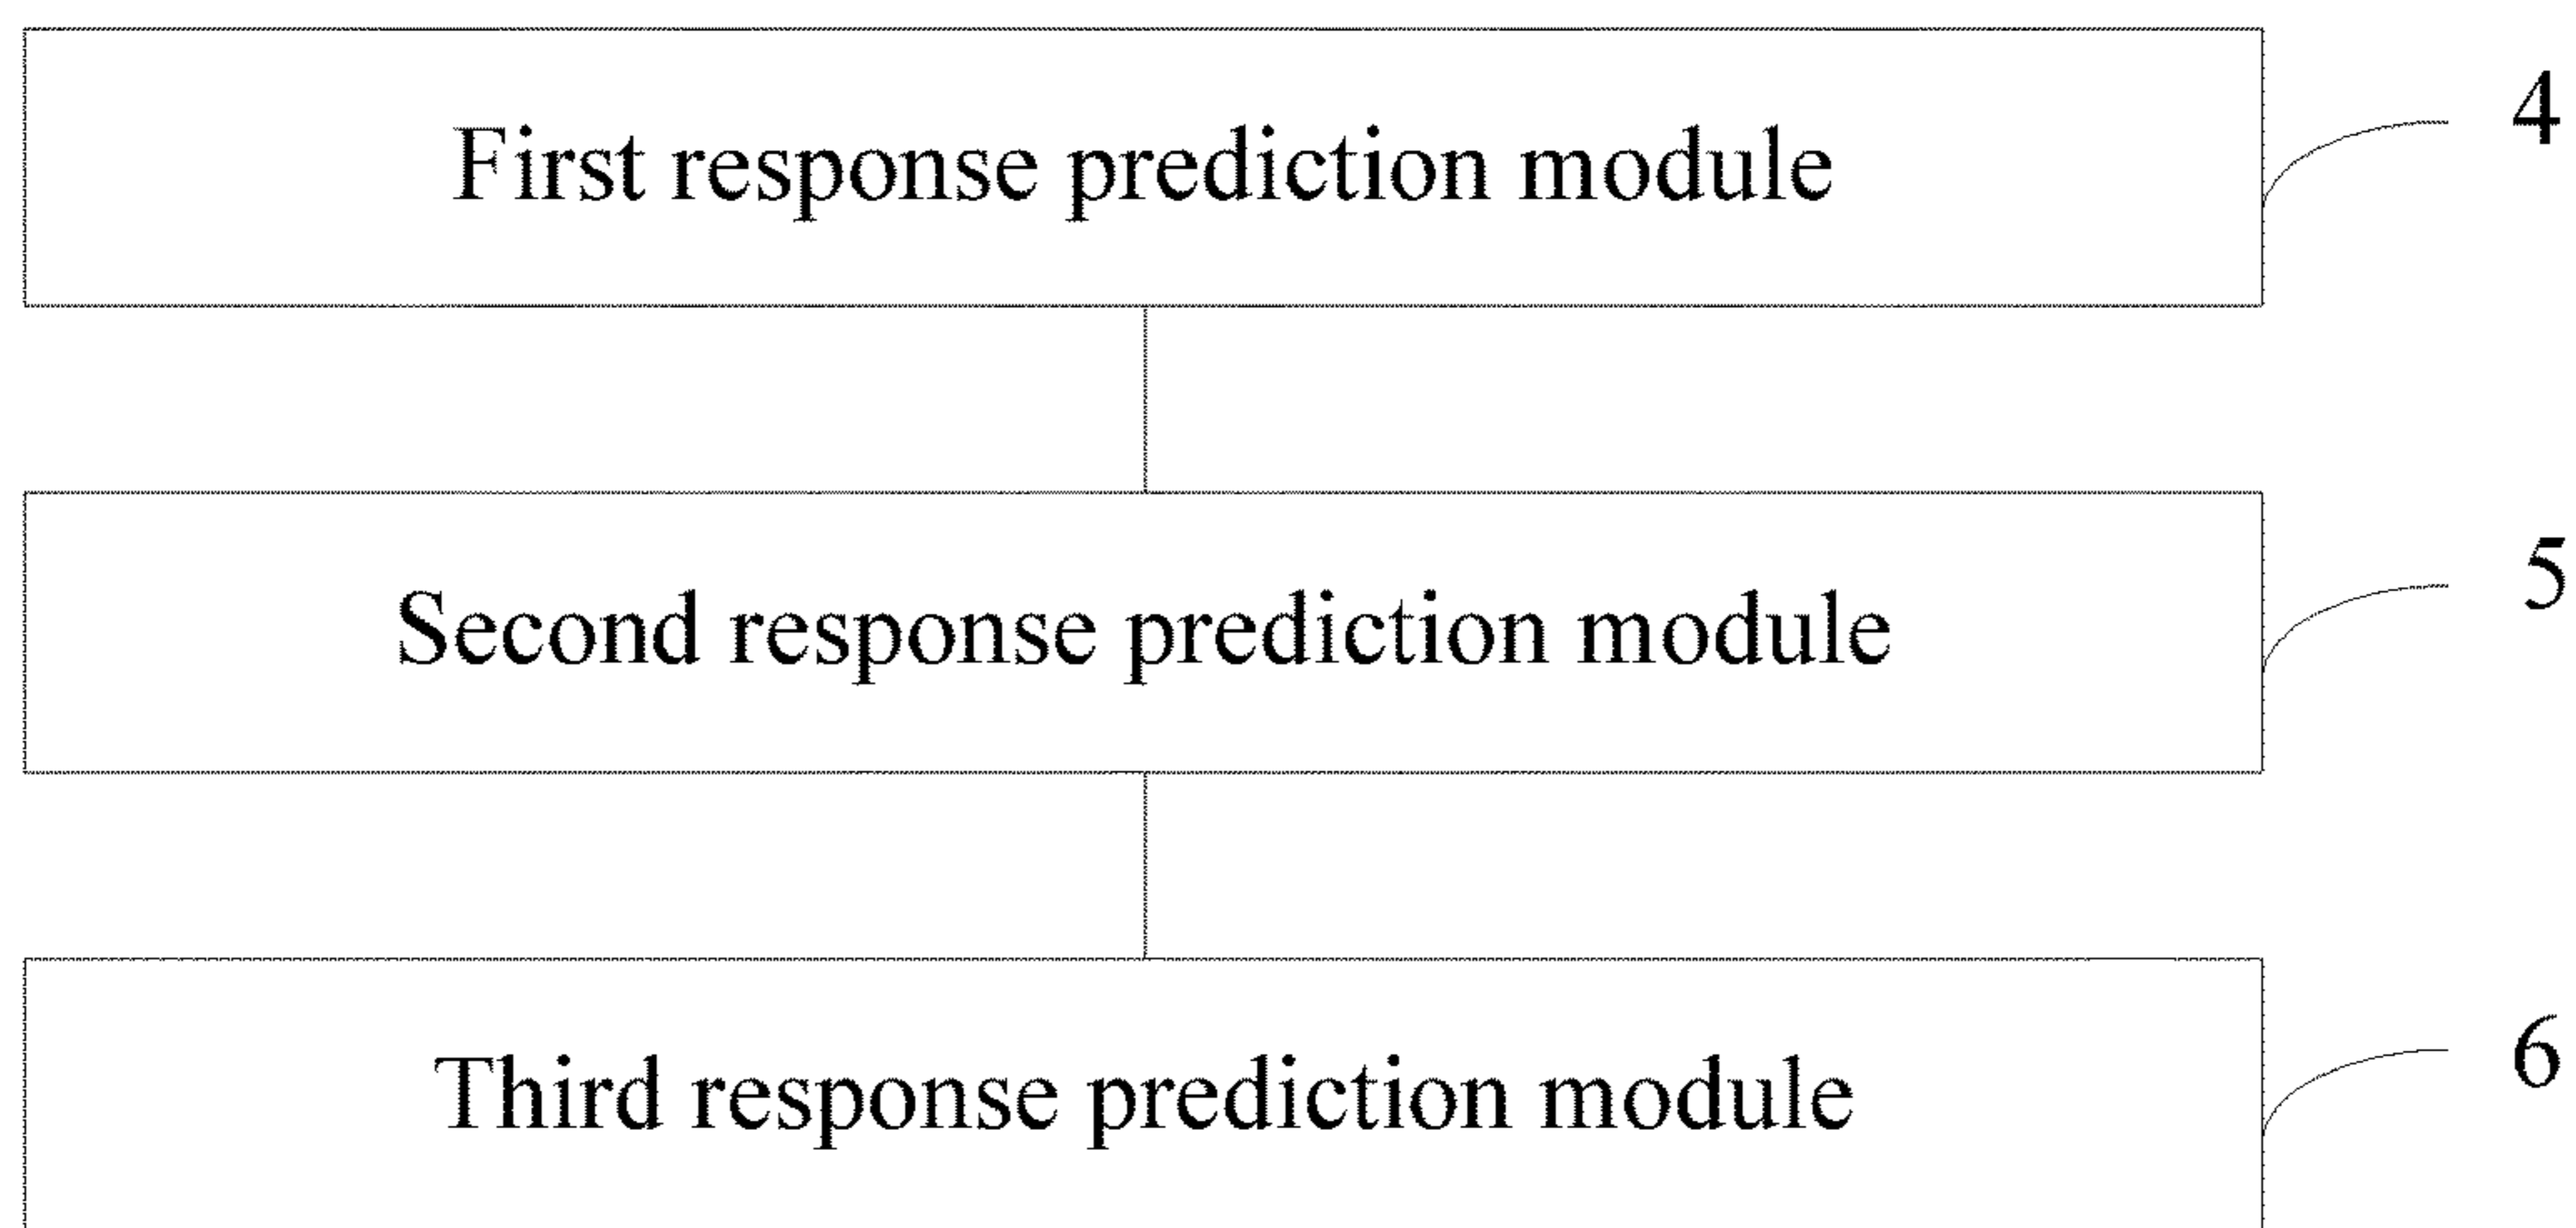 First response prediction module 4
Second response prediction module 5
Third response prediction module 6